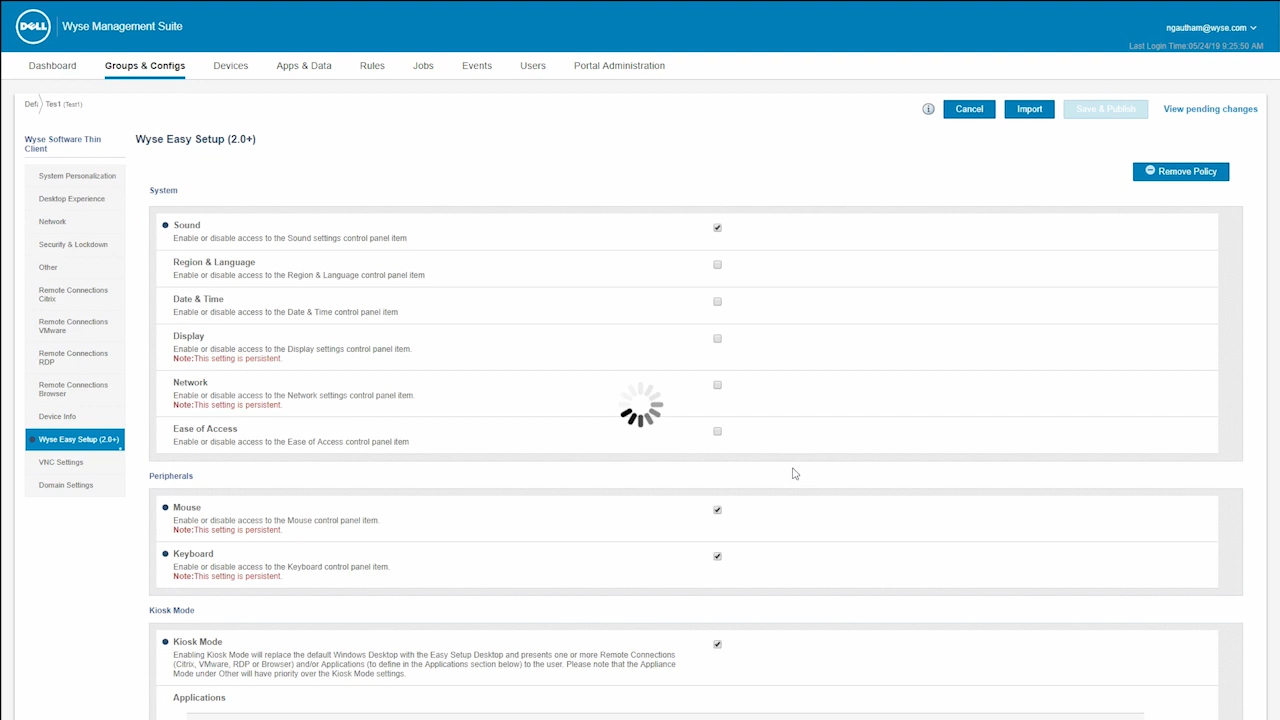 DELL
Wyse Management Suite
ngautham@wyse.com
Last Login Time:05/24/19 9:25:50 AM
Dashboard
Groups & Configs
Devices
Apps & Data
Rules
Jobs
Events
Users
Portal Administration
Test1 (Test1)
Cancel
Import
Save & Publish
View pending changes
Wyse Software Thin
Client
System Personalization
Desktop Experience
Network
Security & Lockdown
Other
Remote Connections
Citrix
Remote Connections
VMware
Remote Connections
RDP
Remote Connections
Browser
Device Info
Wyse Easy Setup (2.0+)
VNC Settings
Domain Settings
Wyse Easy Setup (2.0+)
Remove Policy
System
Sound
Enable or disable access to the Sound settings control panel item
Region & Language
Enable or disable access to the Region & Language control panel item
Date & Time
Enable or disable access to the Date & Time control panel item
Display
Enable or disable access to the Display settings control panel item.
Note:This setting is persistent.
Network
Enable or disable access to the Network settings control panel item.
Note:This setting is persistent.
Ease of Access
Enable or disable access to the Ease of Access control panel item
Peripherals
Mouse
Enable or disable access to the Mouse control panel item.
Note:This setting is persistent.
Keyboard
Enable or disable access to the Keyboard control panel item.
Note:This setting is persistent.
Kiosk Mode
Kiosk Mode
Enabling Kiosk Mode will replace the default Windows Desktop with the Easy Setup Desktop and presents one or more Remote Connections
(Citrix, VMware, RDP or Browser) and/or Applications (to define in the Applications section below) to the user. Please note that the Appliance
Mode under Other will have priority over the Kiosk Mode settings.
Applications